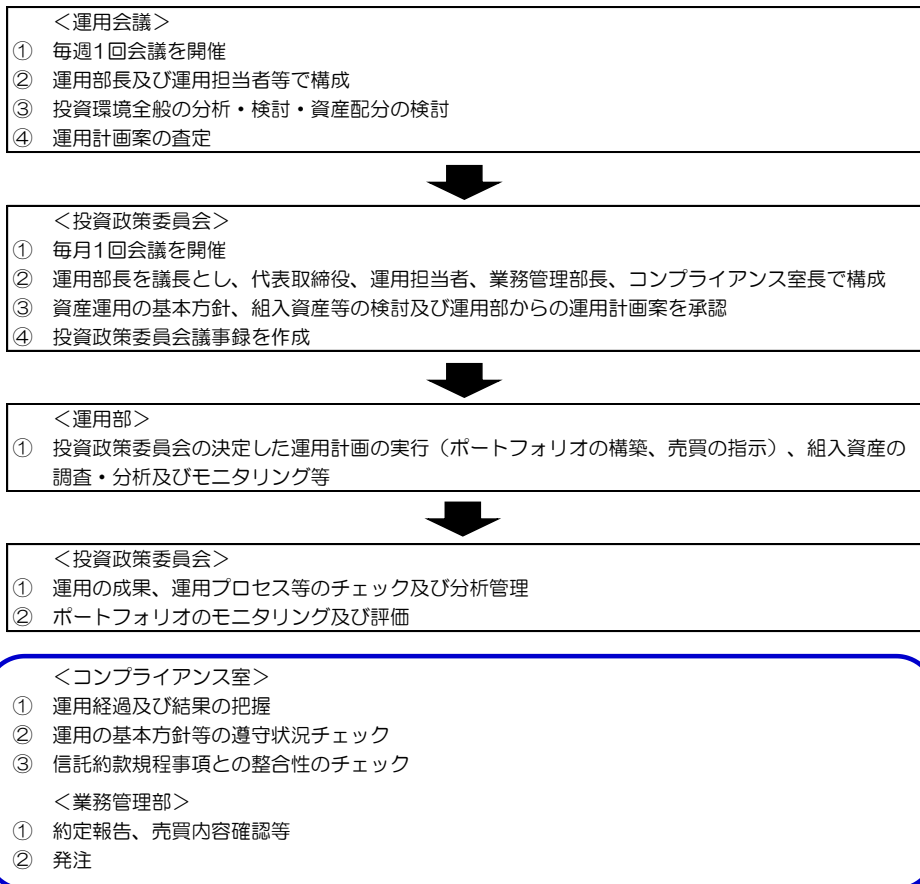 ＜運用会議＞
① 毎週1回会議を開催
② 運用部長及び運用担当者等で構成
③ 投資環境全般の分析・検討・資産配分の検討
④ 運用計画案の査定
＜投資政策委員会＞
① 毎月1回会議を開催
② 運用部長を議長とし、代表取締役、運用担当者、業務管理部長、コンプライアンス室長で構成
③ 資産運用の基本方針、組入資産等の検討及び運用部からの運用計画案を承認
④ 投資政策委員会議事録を作成
＜運用部＞
① 投資政策委員会の決定した運用計画の実行（ポートフォリオの構築、売買の指示）、組入資産の
調査・分析及びモニタリング等
＜投資政策委員会＞
① 運用の成果、運用プロセス等のチェック及び分析管理
② ポートフォリオのモニタリング及び評価
＜コンプライアンス室＞
① 運用経過及び結果の把握
② 運用の基本方針等の遵守状況チェック
③ 信託約款規程事項との整合性のチェック
＜業務管理部＞
① 約定報告、売買内容確認等
② 発注